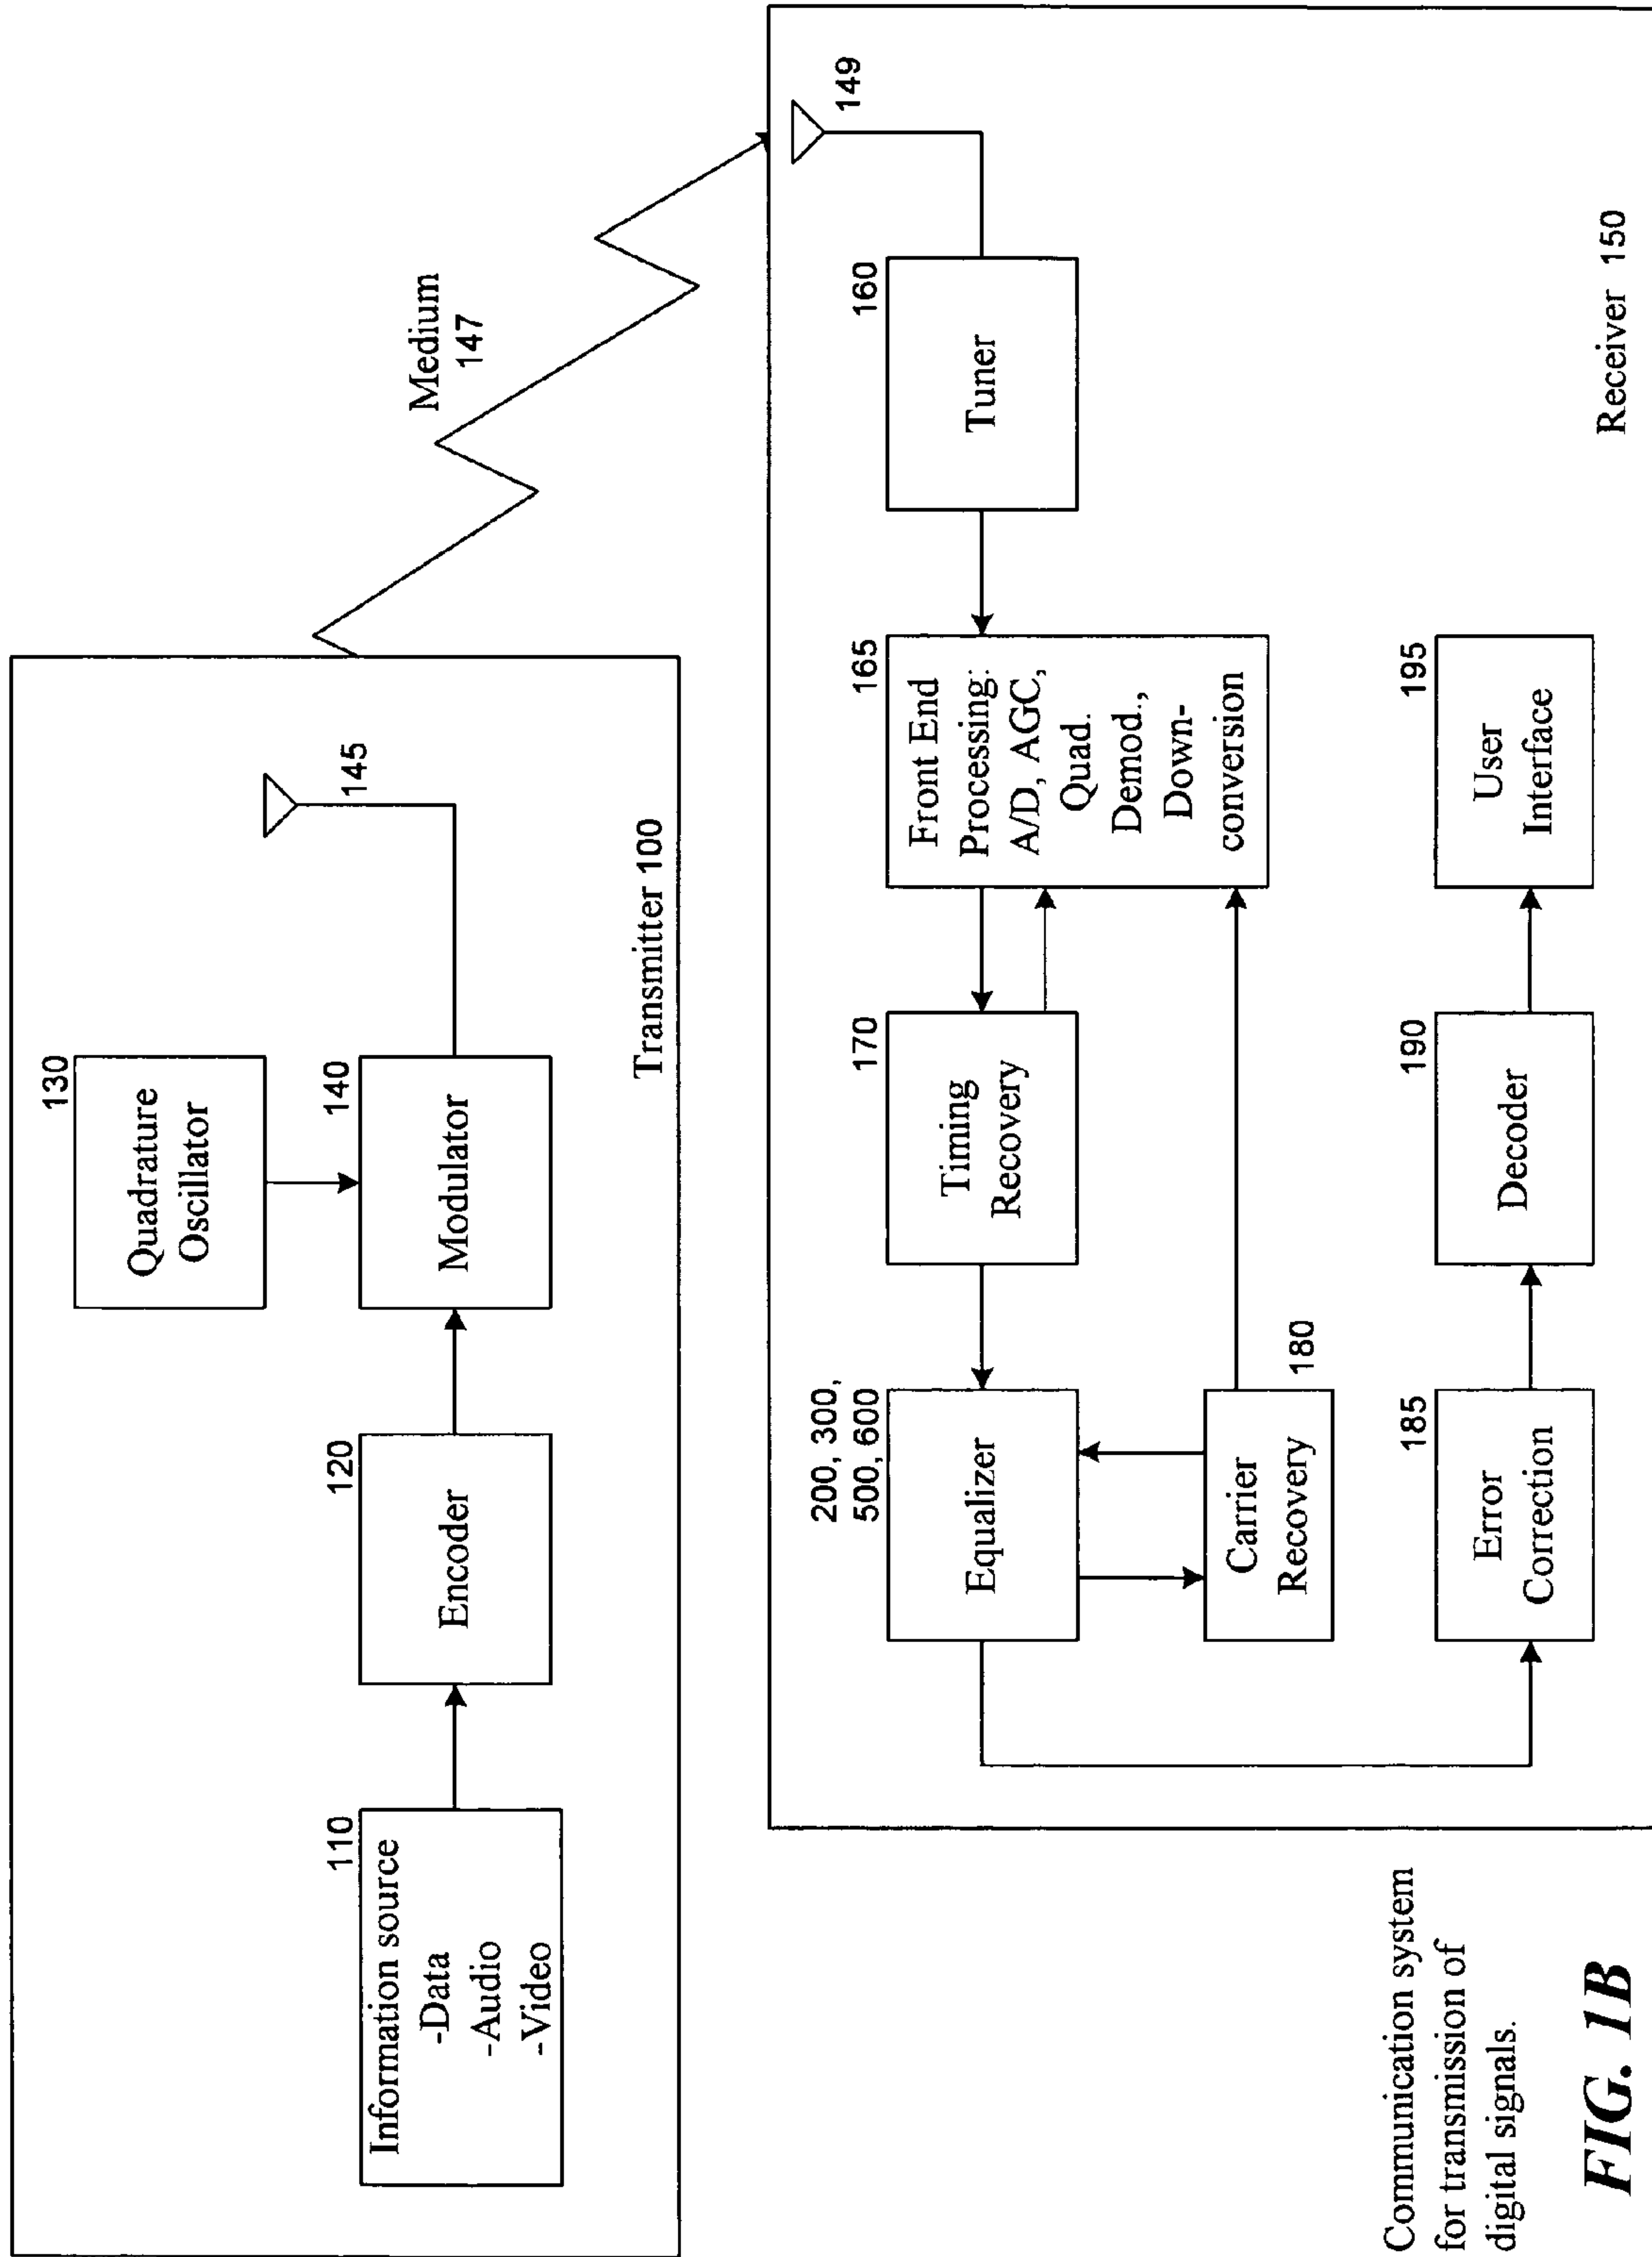 110
Information source
-Data
-Audio
-Video
120
Encoder
130
Quadrature
Oscillator
140
Modulator
145
Transmitter 100
Medium
147
149
160
Tuner
165
Front End
Processing:
A/D, AGC,
Quad.
Demod.,
Down-
conversion
170
Timing
Recovery
200, 300,
500, 600
Equalizer
180
Carrier
Recovery
185
Error
Correction
190
Decoder
195
User
Interface
Receiver 150
Communication system
for transmission of
digital signals.
FIG. 1B